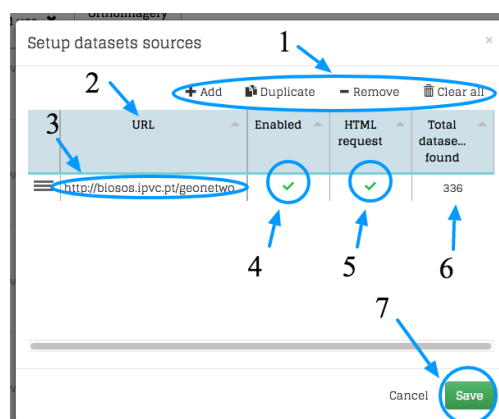 Orthoimagery
Setup datasets sources ×
1
2
+ Add Duplicate − Remove Clear all
3
URL Enabled HTML request Total datase... found
http://biosos.ipvc.pt/geonetwo 336
4 5 6
7
Cancel Save